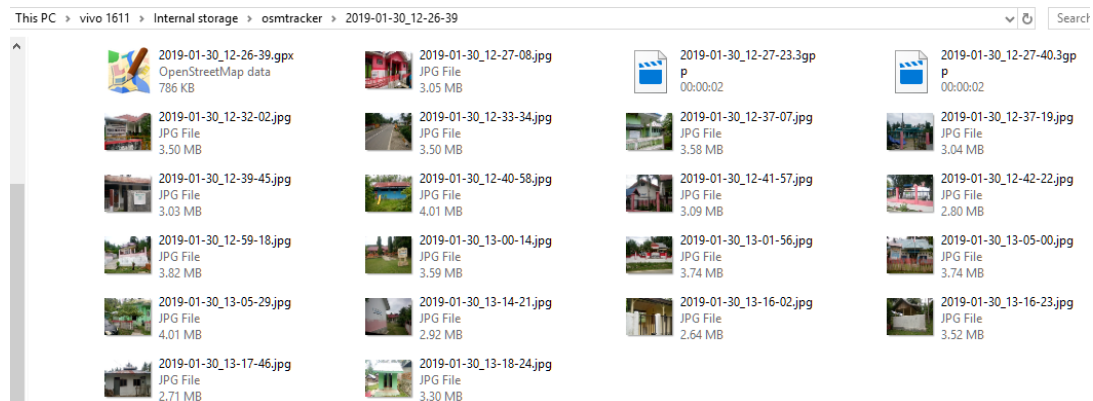 This PC > vivo 1611 > Internal storage > osmtracker > 2019-01-30_12-26-39
Search
2019-01-30_12-26-39.gpx
OpenStreetMap data
786 KB
2019-01-30_12-27-08.jpg
JPG File
3.05 MB
2019-01-30_12-27-23.3gp
p
00:00:02
2019-01-30_12-27-40.3gp
p
00:00:02
2019-01-30_12-32-02.jpg
JPG File
3.50 MB
2019-01-30_12-33-34.jpg
JPG File
3.50 MB
2019-01-30_12-37-07.jpg
JPG File
3.58 MB
2019-01-30_12-37-19.jpg
JPG File
3.04 MB
2019-01-30_12-39-45.jpg
JPG File
3.03 MB
2019-01-30_12-40-58.jpg
JPG File
4.01 MB
2019-01-30_12-41-57.jpg
JPG File
3.09 MB
2019-01-30_12-42-22.jpg
JPG File
2.80 MB
2019-01-30_12-59-18.jpg
JPG File
3.82 MB
2019-01-30_13-00-14.jpg
JPG File
3.59 MB
2019-01-30_13-01-56.jpg
JPG File
3.74 MB
2019-01-30_13-05-00.jpg
JPG File
3.74 MB
2019-01-30_13-05-29.jpg
JPG File
4.01 MB
2019-01-30_13-14-21.jpg
JPG File
2.92 MB
2019-01-30_13-16-02.jpg
JPG File
2.64 MB
2019-01-30_13-16-23.jpg
JPG File
3.52 MB
2019-01-30_13-17-46.jpg
JPG File
2.71 MB
2019-01-30_13-18-24.jpg
JPG File
3.30 MB